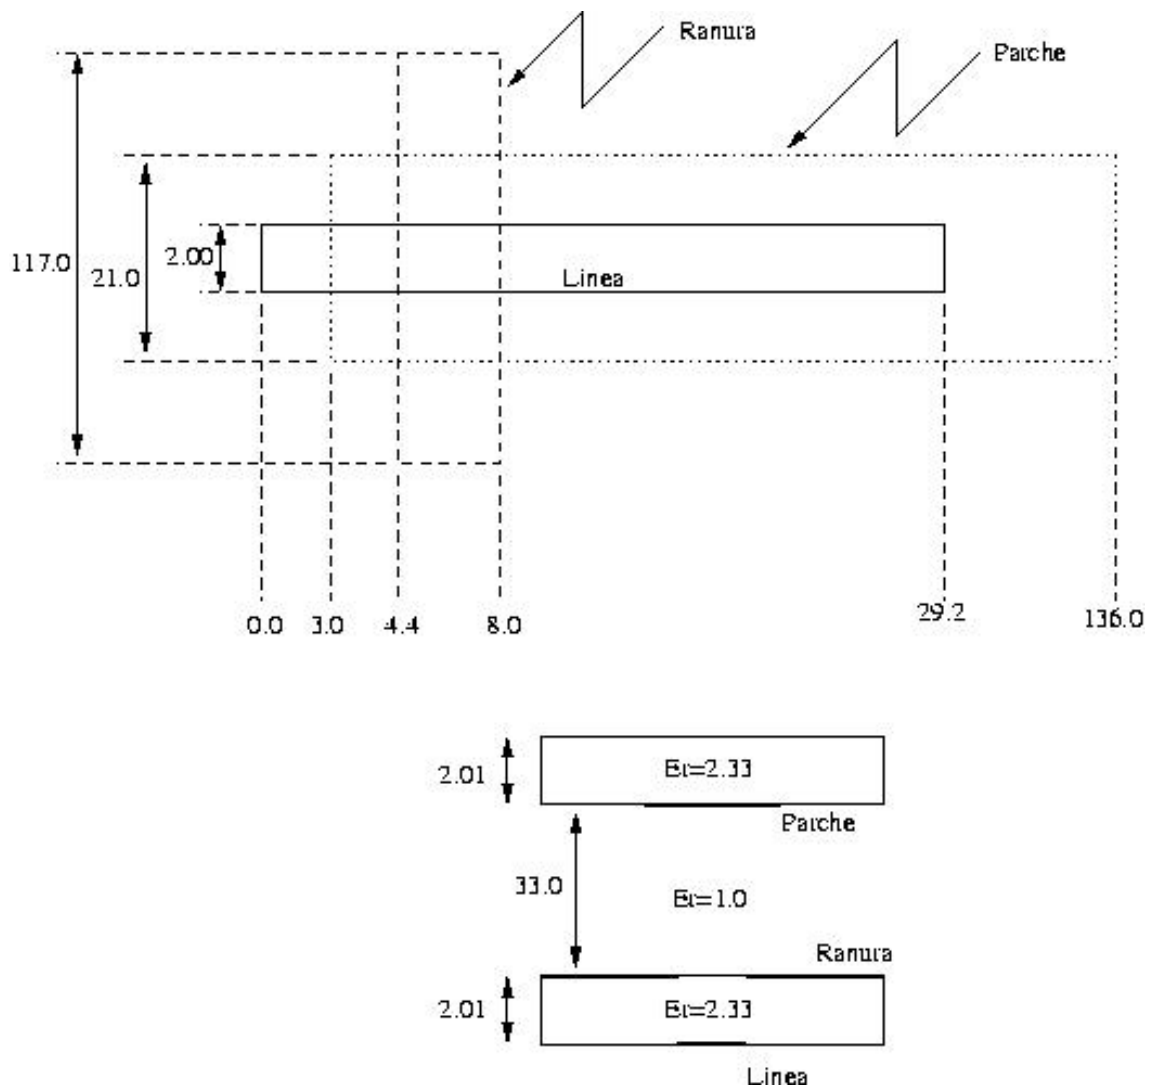 Ranura
Parche
117.0
21.0
2.00
Linea
0.0
3.0
4.4
8.0
29.2
136.0
2.01
Er=2.33
Parche
33.0
Er=1.0
Ranura
2.01
Er=2.33
Linea